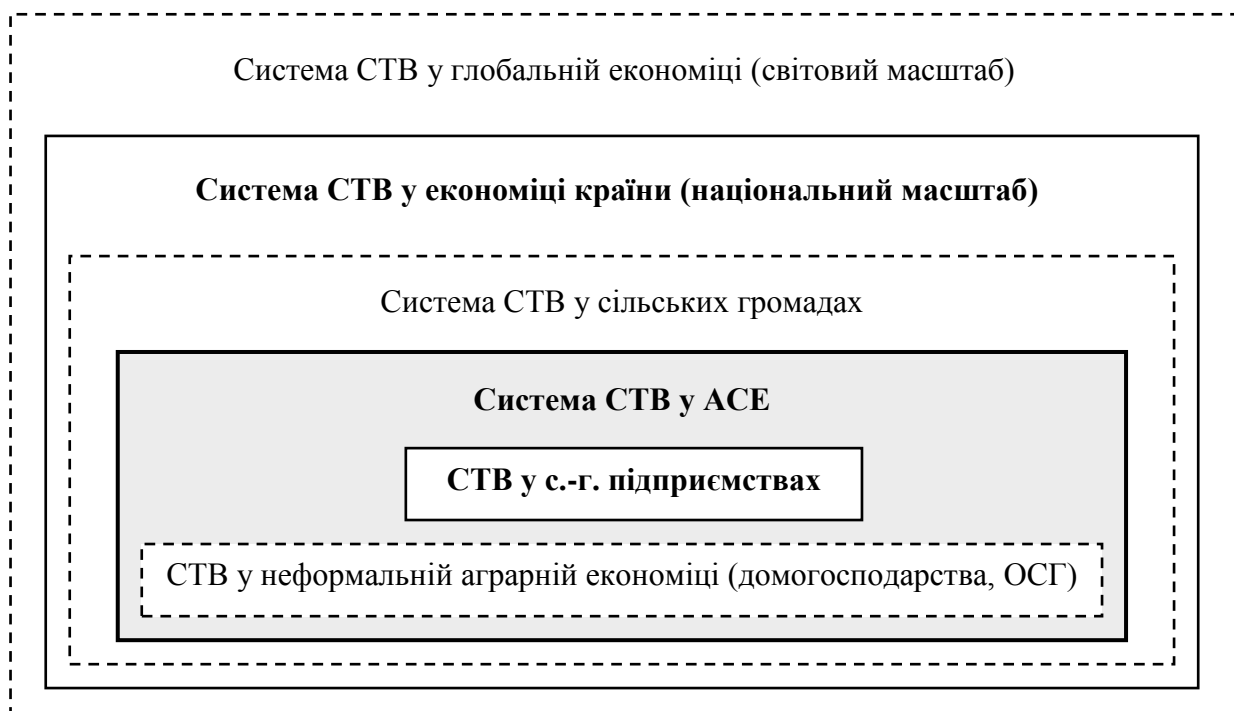 Система СТВ у глобальній економіці (світовий масштаб)
Система СТВ у економіці країни (національний масштаб)
Система СТВ у сільських громадах
Система СТВ у АСЕ
СТВ у с.-г. підприємствах
СТВ у неформальній аграрній економіці (домогосподарства, ОСГ)